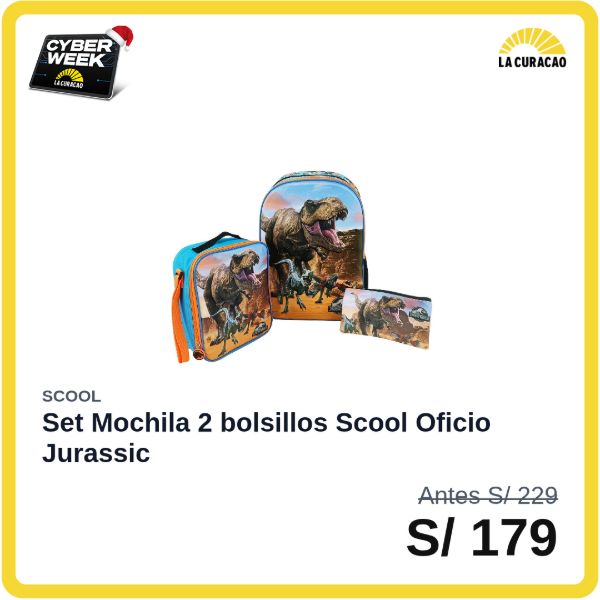 CYBER
WEEK
LA CURACAO
LA CURACAO
SCOOL
Set Mochila 2 bolsillos Scool Oficio
Jurassic
Antes S/ 229
S/ 179